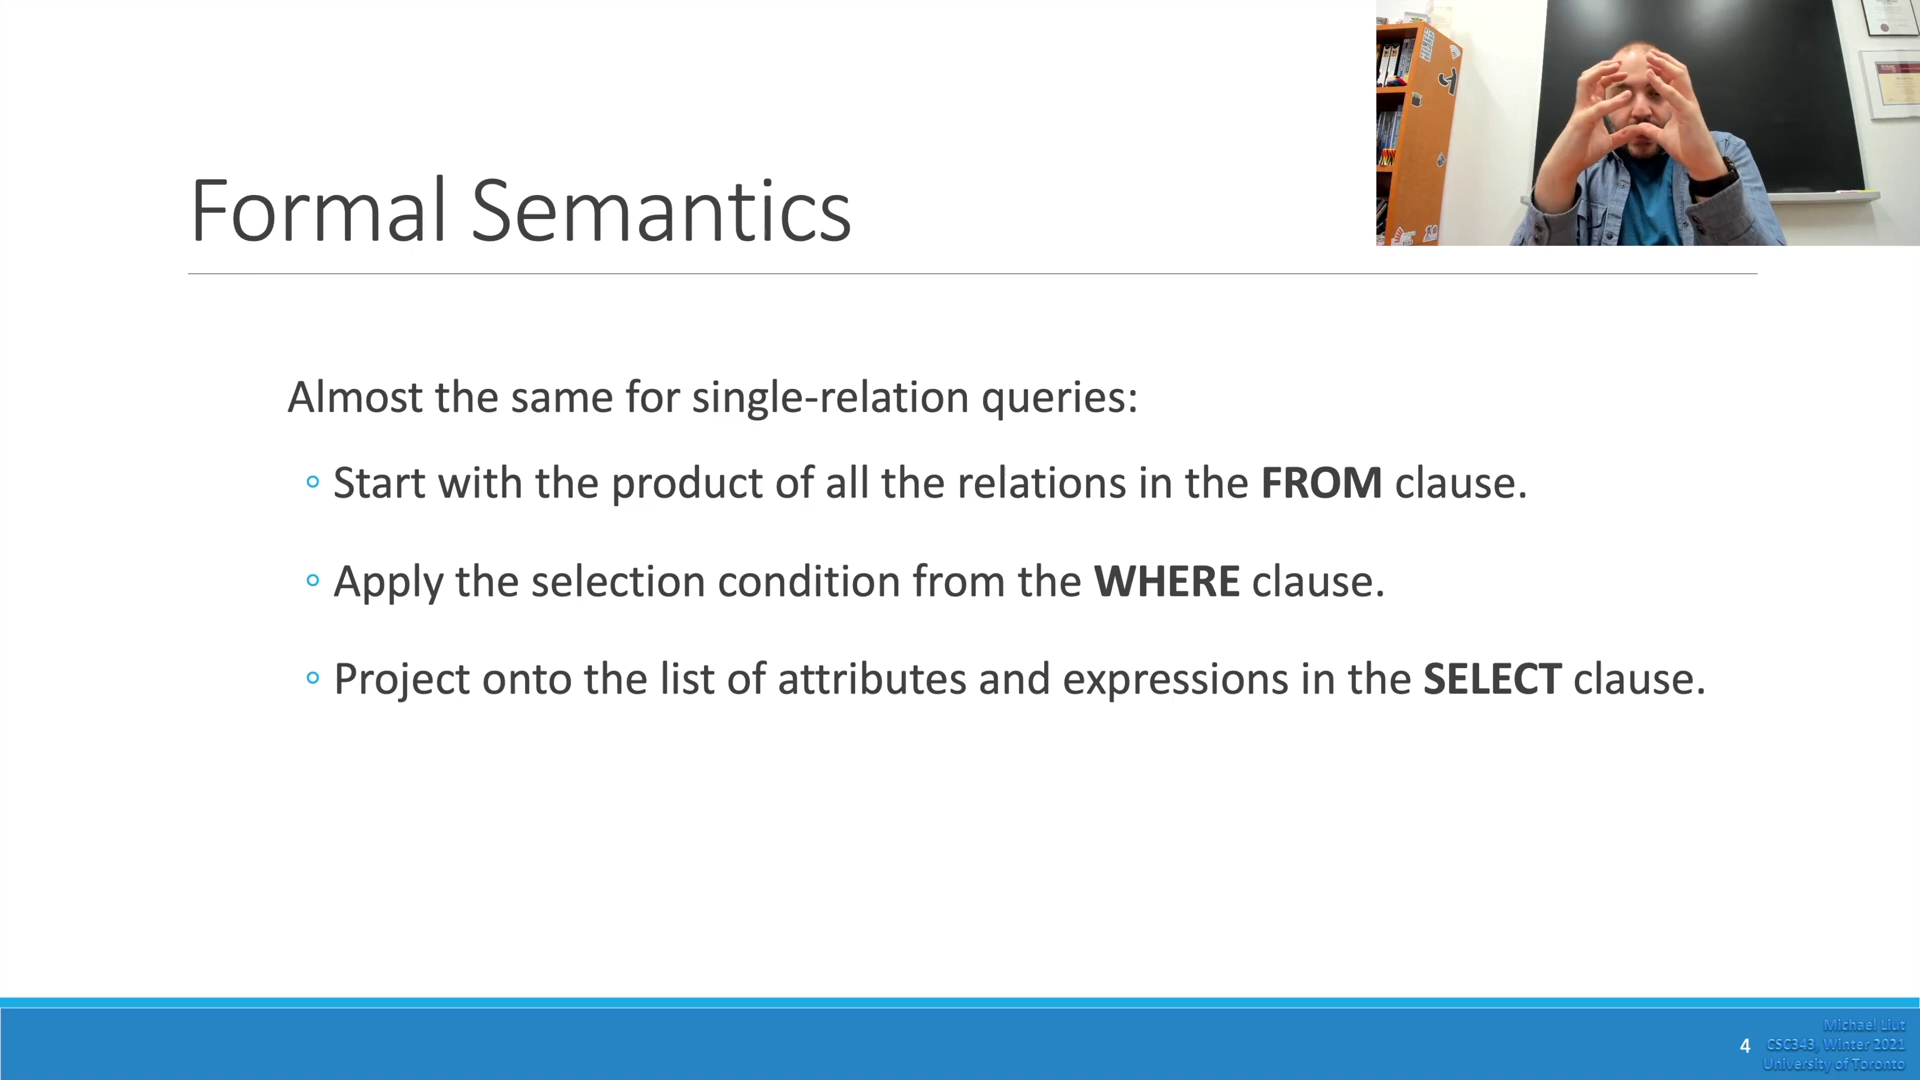 Formal Semantics
Almost the same for single-relation queries:
◦ Start with the product of all the relations in the FROM clause.
◦ Apply the selection condition from the WHERE clause.
◦ Project onto the list of attributes and expressions in the SELECT clause.
4
Michael Liut
CSC343, Winter 2021
University of Toronto